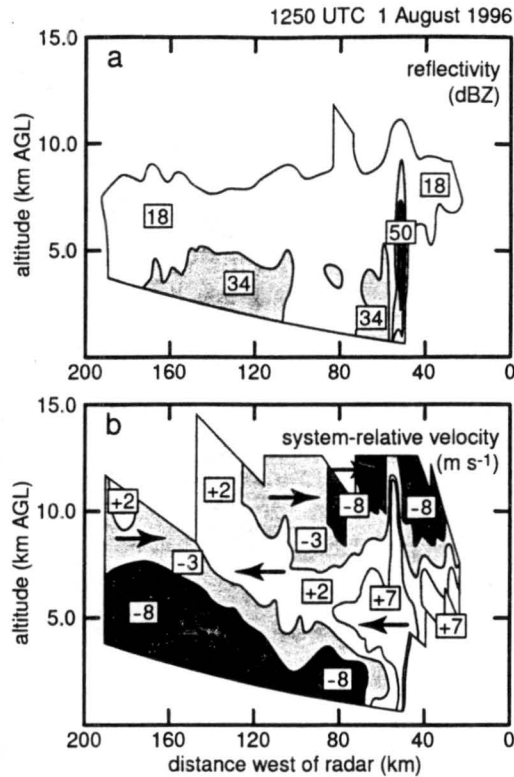 1250 UTC 1 August 1996
15.0
a
reflectivity
(dBZ)
altitude (km AGL)
10.0
18
18
5.0
50
34
34
0
200 160 120 80 40 0
15.0
b
system-relative velocity
(m s-1)
altitude (km AGL)
+2
+2
-8
-8
10.0
-3
-3
+2
+7
5.0
-8
+7
-8
0
200 160 120 80 40 0
distance west of radar (km)